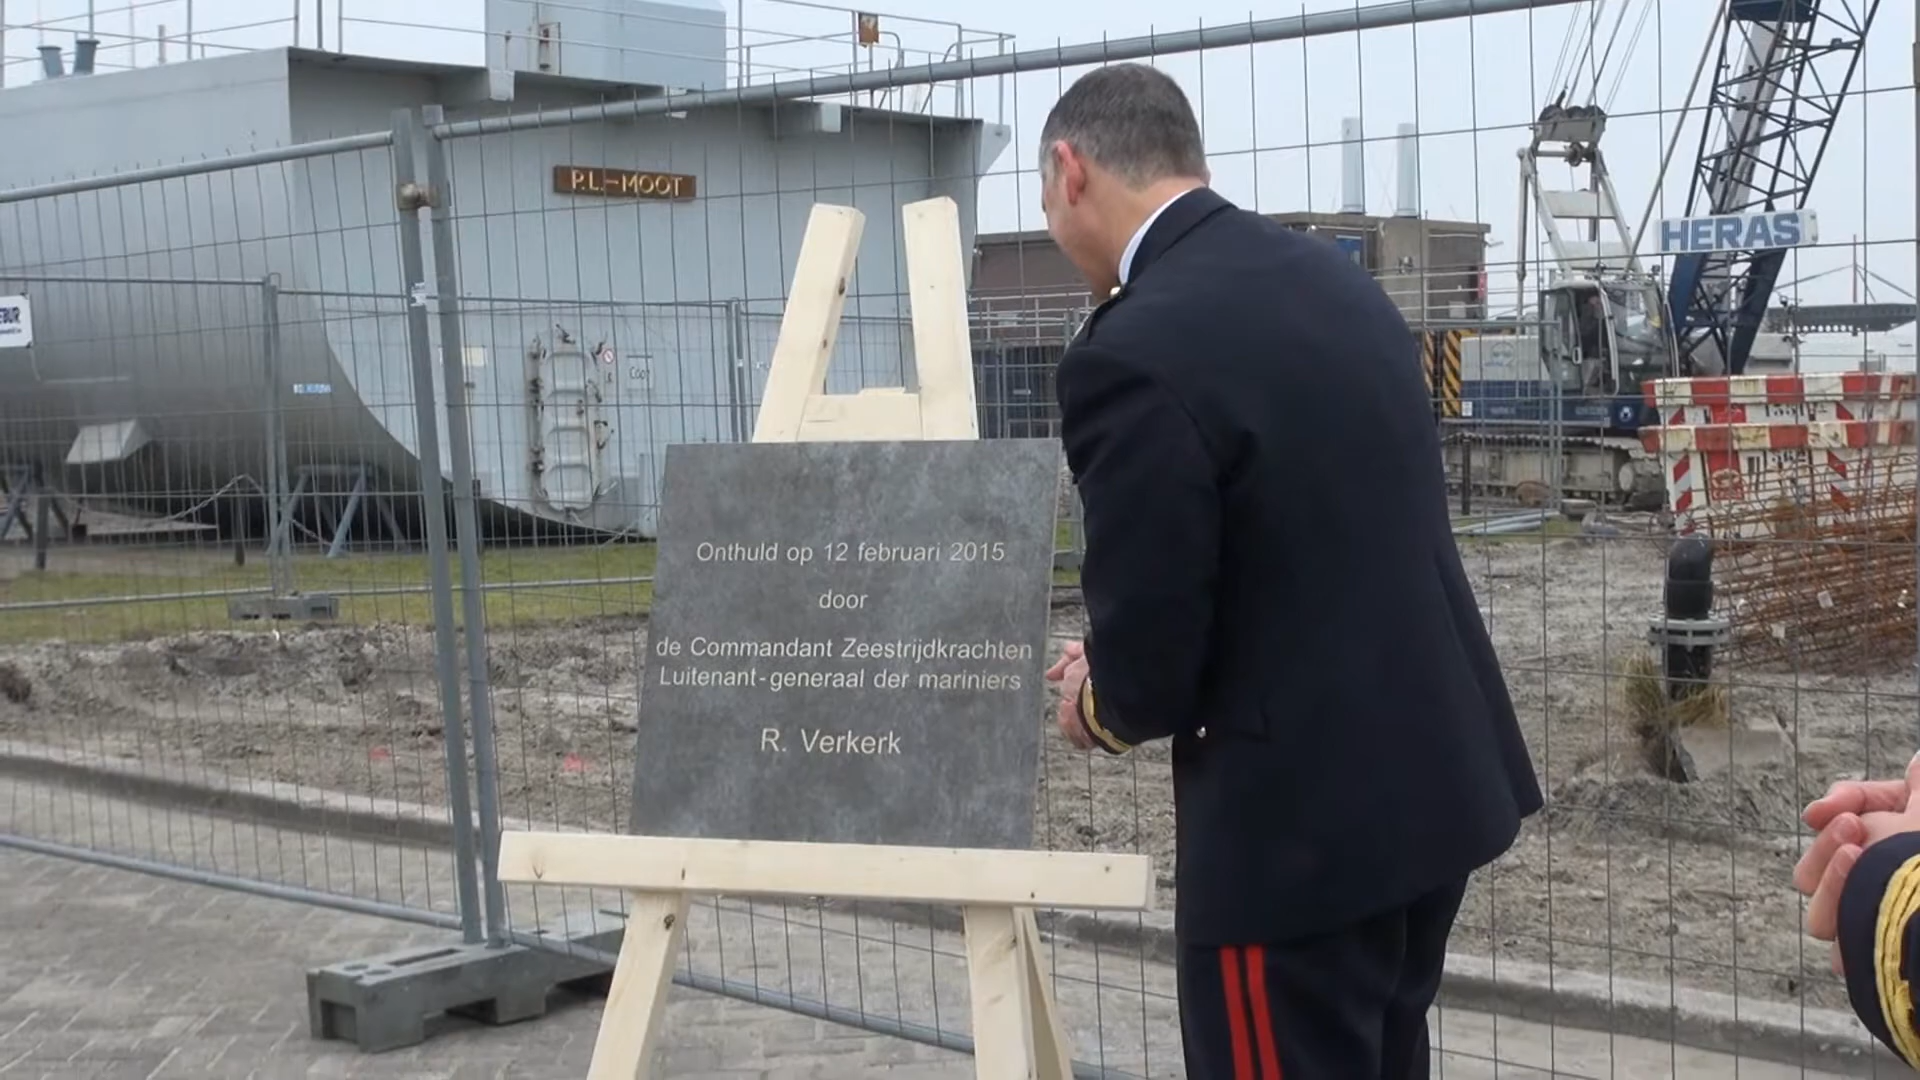 P.L.-MOOT
HERAS
Onthuld op 12 februari 2015
door
de Commandant Zeestrijdkrachten
Luitenant-generaal der mariniers
R. Verkerk